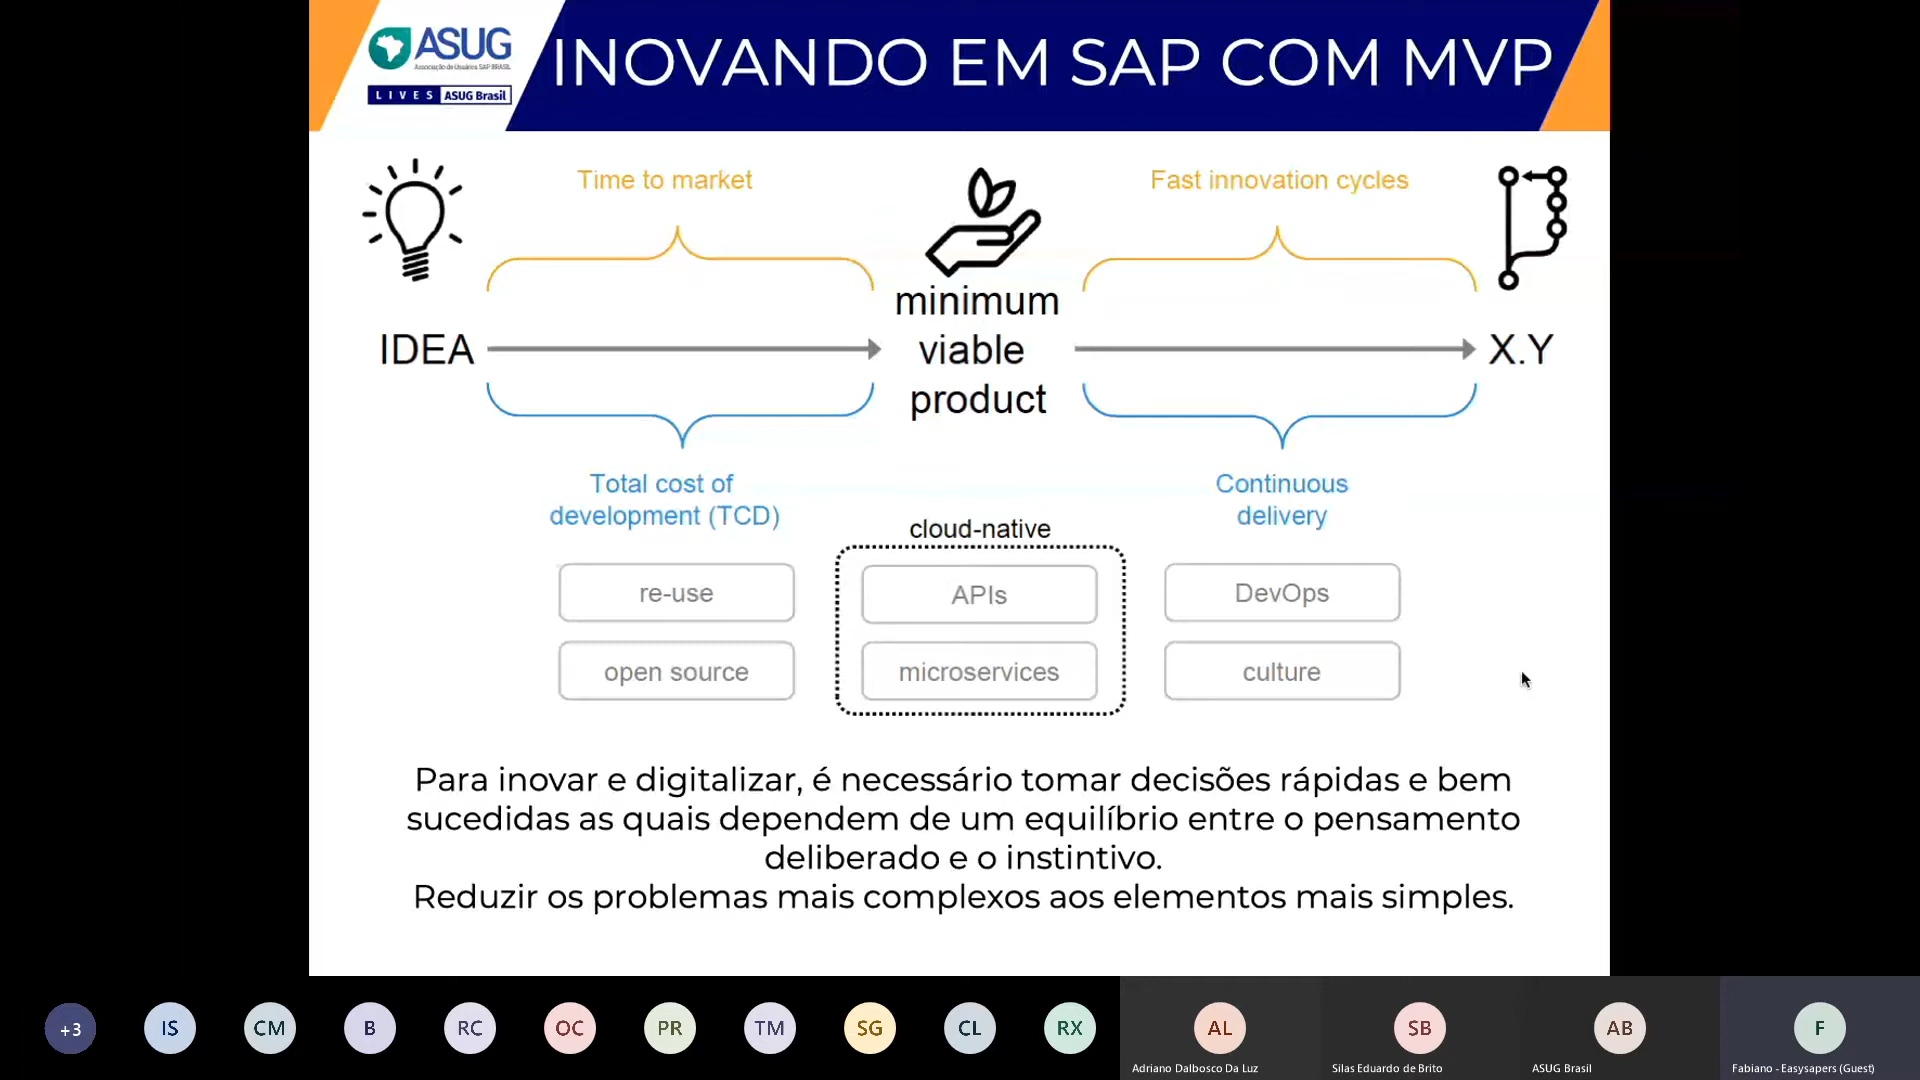 ASUG
Associação de Usuários SAP BRASIL
LIVES ASUG Brasil
INOVANDO EM SAP COM MVP
Time to market
Fast innovation cycles
IDEA
minimum
viable
product
X.Y
Total cost of
development (TCD)
Continuous
delivery
cloud-native
re-use
APIs
DevOps
open source
microservices
culture
Para inovar e digitalizar, é necessário tomar decisões rápidas e bem
sucedidas as quais dependem de um equilíbrio entre o pensamento
deliberado e o instintivo.
Reduzir os problemas mais complexos aos elementos mais simples.
+3 IS CM B RC OC PR TM SG CL RX AL SB AB F
Adriano Dalbosco Da Luz Silas Eduardo de Brito ASUG Brasil Fabiano - Easysapers (Guest)